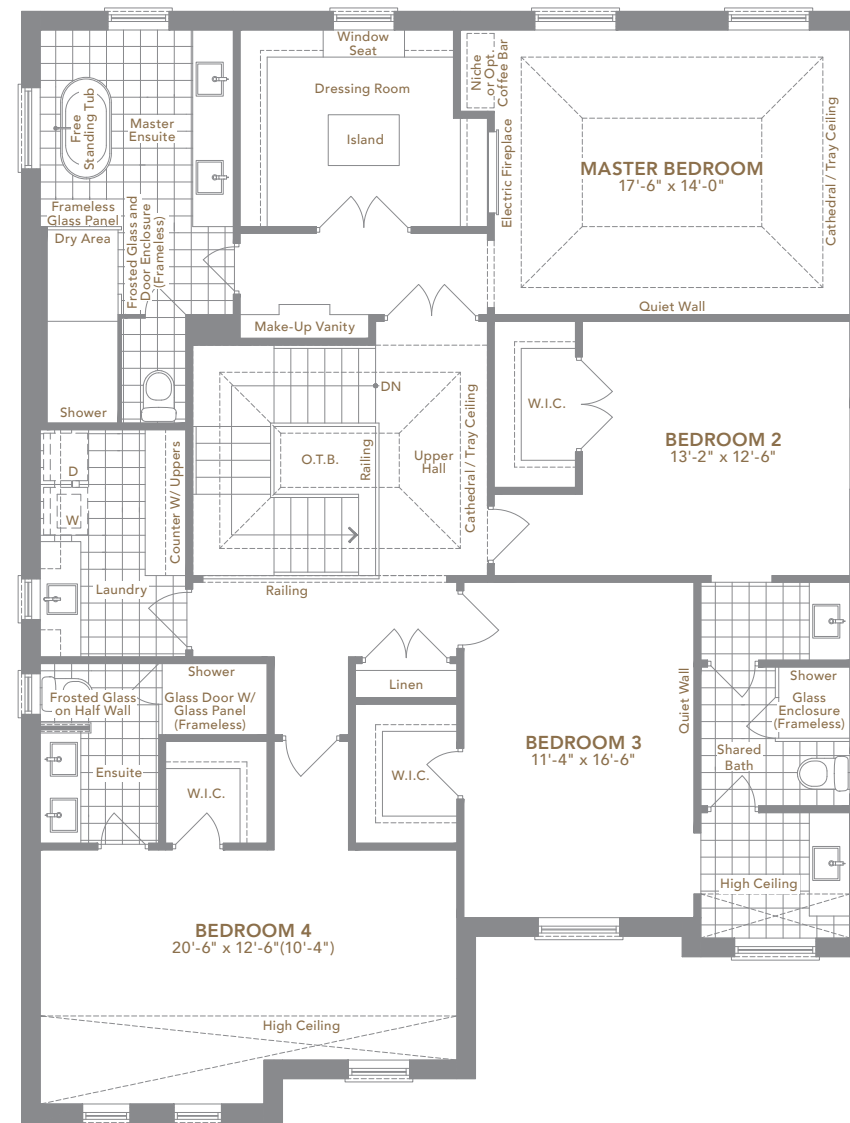 Window
Seat
Niche
or Opt.
Coffee Bar
Dressing Room
Island
Free
Standing Tub
Master
Ensuite
Electric Fireplace
MASTER BEDROOM
17'-6" x 14'-0"
Cathedral / Tray Ceiling
Frameless
Glass Panel
Dry Area
Frosted Glass and
Door Enclosure
(Frameless)
Quiet Wall
Make-Up Vanity
DN
W.I.C.
Shower
Cathedral / Tray Ceiling
BEDROOM 2
13'-2" x 12'-6"
D
W
Counter W/ Uppers
O.T.B.
Railing
Upper
Hall
Laundry
Railing
Shower
Glass Door W/
Glass Panel
(Frameless)
Frosted Glass
on Half Wall
Linen
Quiet Wall
Shower
Glass
Enclosure
(Frameless)
Ensuite
W.I.C.
W.I.C.
BEDROOM 3
11'-4" x 16'-6"
Shared
Bath
High Ceiling
BEDROOM 4
20'-6" x 12'-6"(10'-4")
High Ceiling